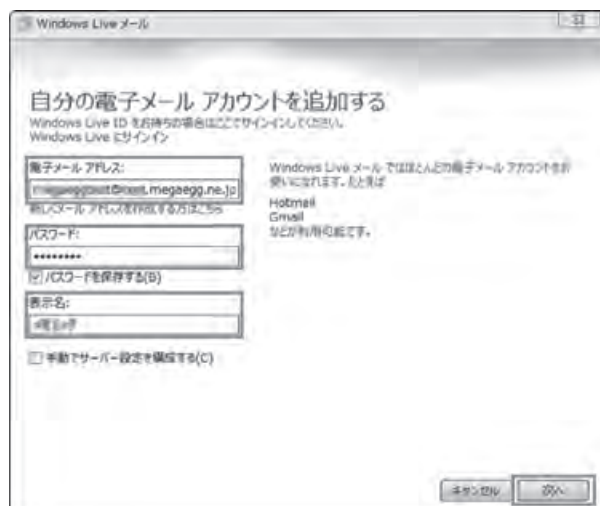 Windows Live メール
自分の電子メール アカウントを追加する
Windows Live ID をお持ちの場合はここでサインインしてください。
Windows Live にサインイン
電子メール アドレス:
.megaegg.ne.jp
新しいメール アドレスを作成する方はこちら
パスワード:
••••••••
パスワードを保存する(B)
表示名:
手動でサーバー設定を構成する(C)
Windows Live メール ではほとんどの電子メール アカウントをお
使いになれます。たとえば
Hotmail
Gmail
などが利用可能です。
キャンセル
次へ